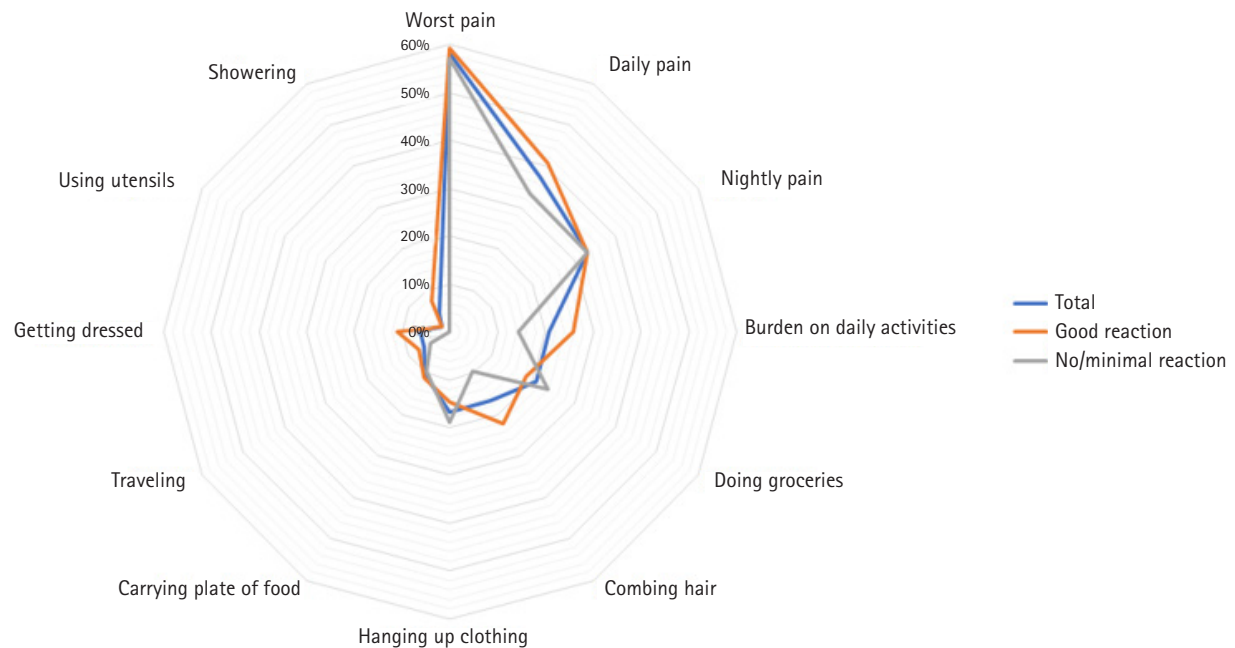 Worst pain
60%
Daily pain
Showering
50%
40%
Using utensils
Nightly pain
30%
20%
10%
Total
Getting dressed
0%
Burden on daily activities
Good reaction
No/minimal reaction
Traveling
Doing groceries
Carrying plate of food
Combing hair
Hanging up clothing